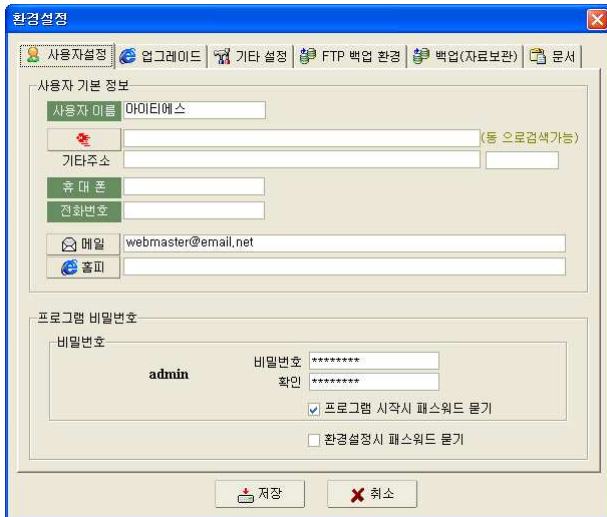 환경설정
사용자설정 업그레이드 기타 설정 FTP 백업 환경 백업(자료보관) 문서
사용자 기본 정보
사용자 이름 아이티에스
(동 으로검색가능)
기타주소
휴 대 폰
전화번호
메일 webmaster@email.net
홈피
프로그램 비밀번호
비밀번호
비밀번호 ********
admin
확인 ********
프로그램 시작시 패스워드 묻기
환경설정시 패스워드 묻기
저장 취소